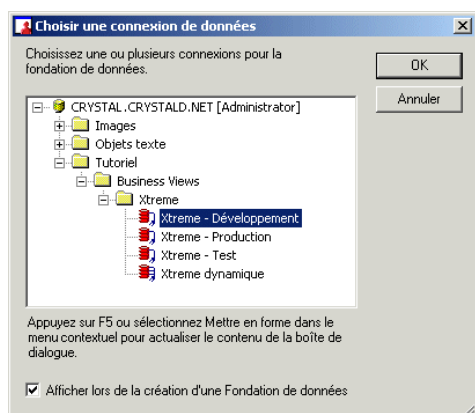 Choisir une connexion de données
Choisissez une ou plusieurs connexions pour la
fondation de données.
OK
Annuler
CRYSTAL.CRYSTALD.NET [Administrator]
Images
Objets texte
Tutoriel
Business Views
Xtreme
Xtreme - Développement
Xtreme - Production
Xtreme - Test
Xtreme dynamique
Appuyez sur F5 ou sélectionnez Mettre en forme dans le
menu contextuel pour actualiser le contenu de la boîte de
dialogue.
Afficher lors de la création d'une Fondation de données